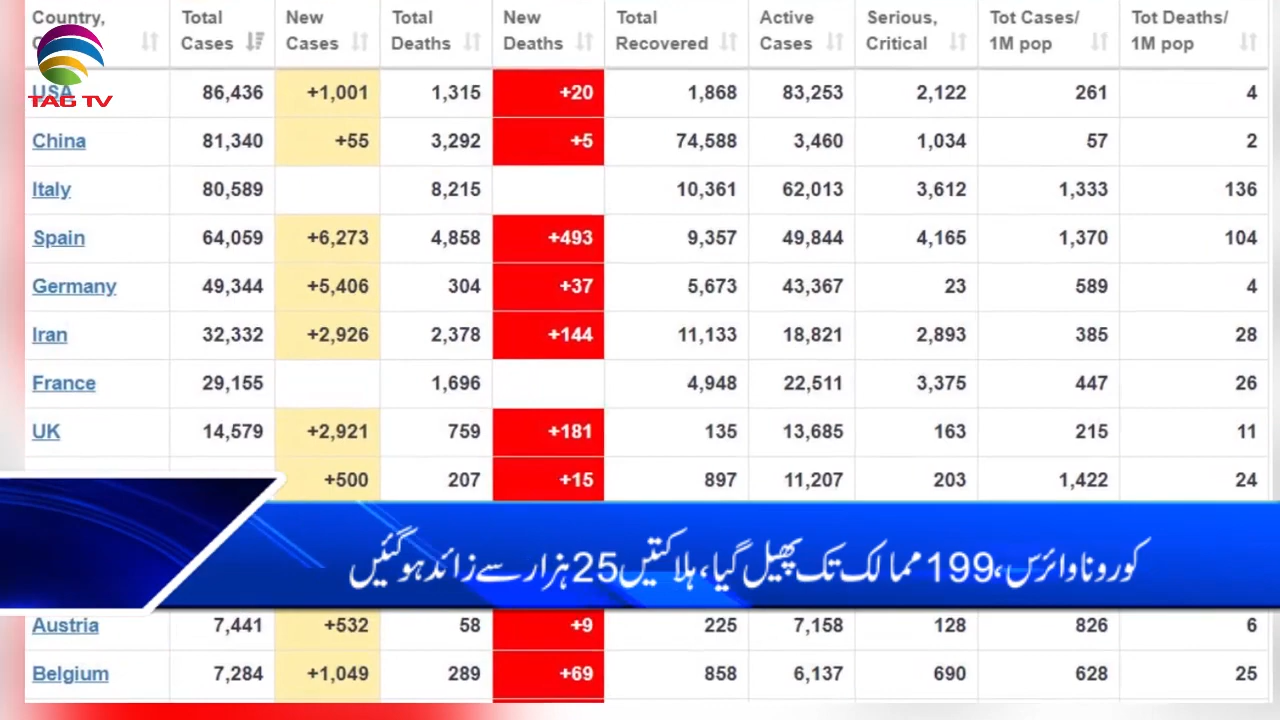 Country,
Total Cases
New Cases
Total Deaths
New Deaths
Total Recovered
Active Cases
Serious, Critical
Tot Cases/ 1M pop
Tot Deaths/ 1M pop
TAG TV
USA 86,436 +1,001 1,315 +20 1,868 83,253 2,122 261 4
China 81,340 +55 3,292 +5 74,588 3,460 1,034 57 2
Italy 80,589 8,215 10,361 62,013 3,612 1,333 136
Spain 64,059 +6,273 4,858 +493 9,357 49,844 4,165 1,370 104
Germany 49,344 +5,406 304 +37 5,673 43,367 23 589 4
Iran 32,332 +2,926 2,378 +144 11,133 18,821 2,893 385 28
France 29,155 1,696 4,948 22,511 3,375 447 26
UK 14,579 +2,921 759 +181 135 13,685 163 215 11
+500 207 +15 897 11,207 203 1,422 24
کورونا وائرس، 199 ممالک تک پھیل گیا، ہلاکتیں 25 ہزار سے زائد ہو گئیں
Austria 7,441 +532 58 +9 225 7,158 128 826 6
Belgium 7,284 +1,049 289 +69 858 6,137 690 628 25